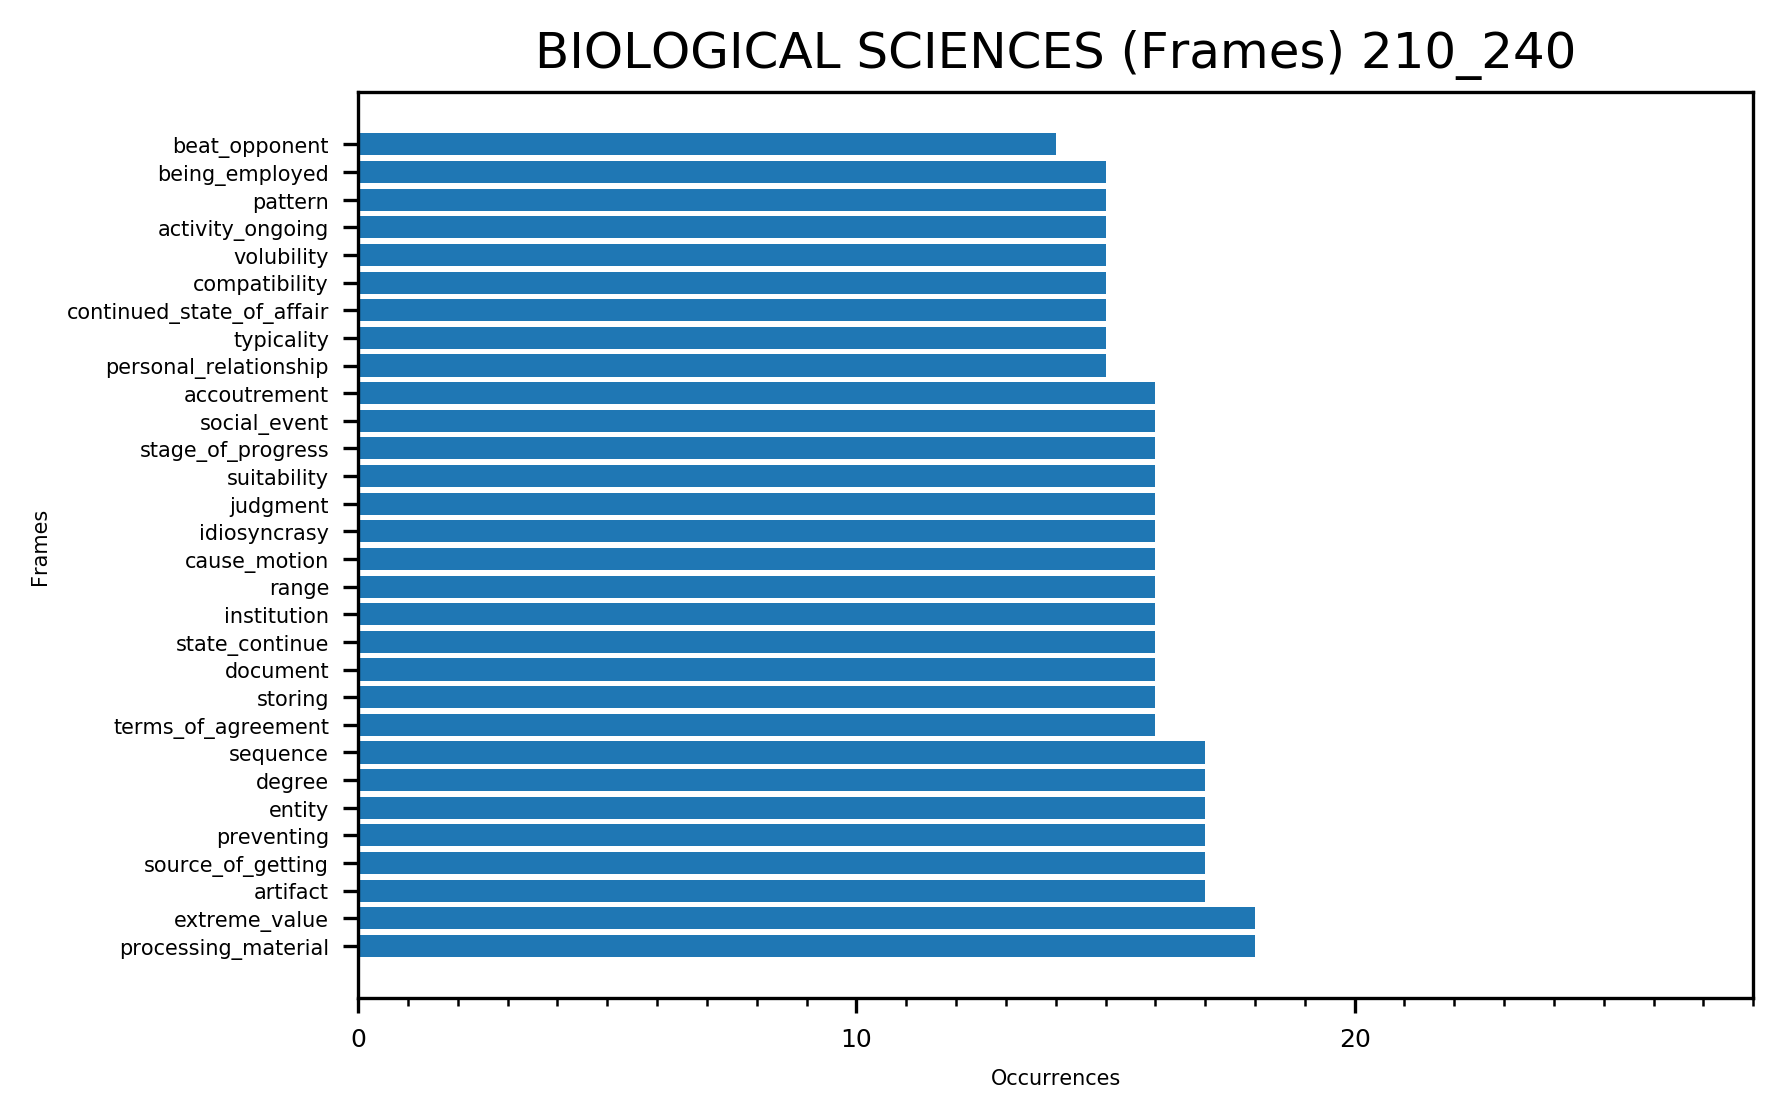 BIOLOGICAL SCIENCES (Frames) 210_240
beat_opponent
being_employed
pattern
activity_ongoing
volubility
compatibility
continued_state_of_affair
typicality
personal_relationship
accoutrement
social_event
stage_of_progress
suitability
judgment
idiosyncrasy
cause_motion
range
institution
state_continue
document
storing
terms_of_agreement
sequence
degree
entity
preventing
source_of_getting
artifact
extreme_value
processing_material
Frames
0 10 20
Occurrences